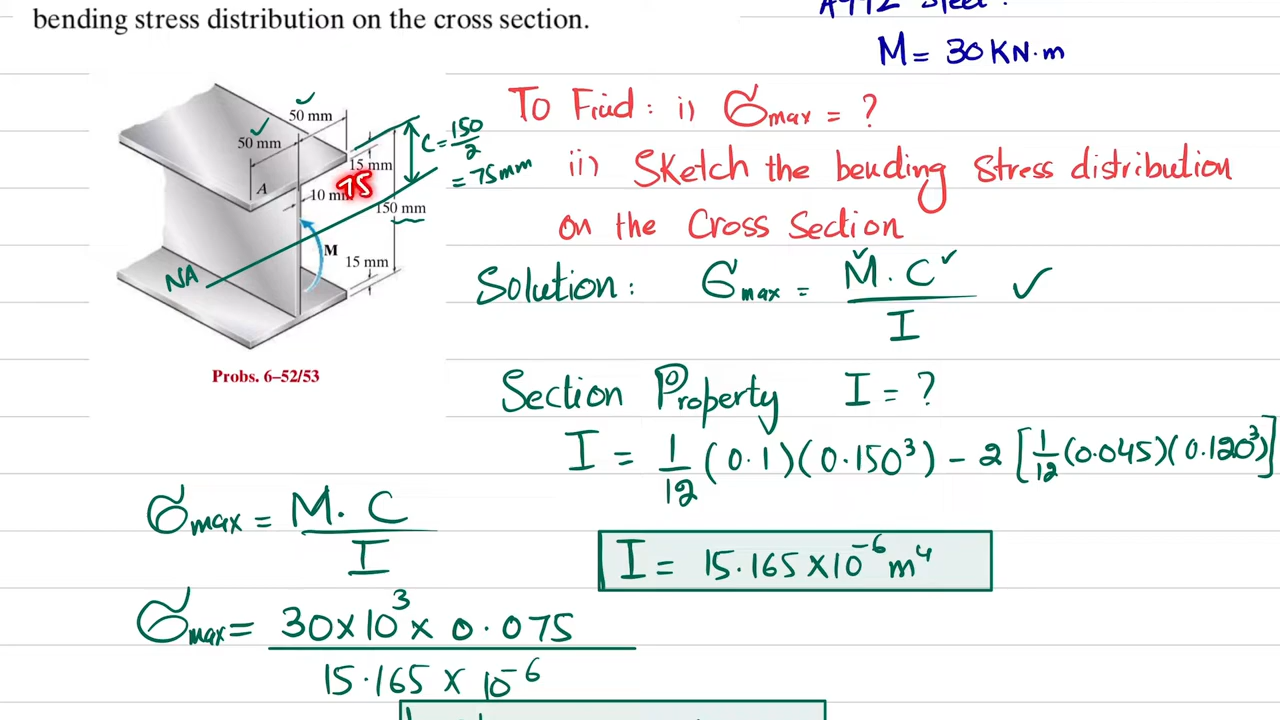 bending stress distribution on the cross section.
A992 Steel.
M = 30 KN·m
To Find: i) σmax = ?
ii) Sketch the bending stress distribution
on the Cross Section
50 mm
50 mm
C = 150/2
= 75mm
15 mm
A
10 mm
75
150 mm
M
15 mm
NA
Probs. 6–52/53
Solution: σmax = M·C / I ✓
Section Property I = ?
I = 1/12 (0.1)(0.150³) − 2 [1/12 (0.045)(0.120³)]
I = 15.165 × 10⁻⁶ m⁴
σmax = M·C / I
σmax = 30×10³ × 0.075 / 15.165 × 10⁻⁶